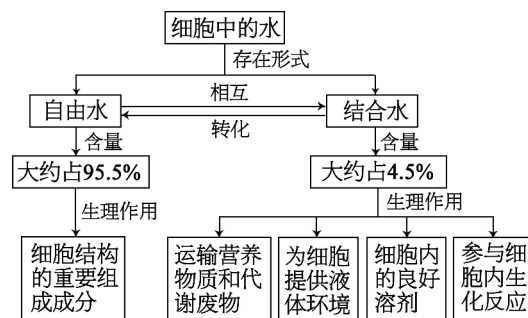 细胞中的水
存在形式
自由水
相互
转化
结合水
含量
含量
大约占95.5%
大约占4.5%
生理作用
生理作用
细胞结构
的重要组
成成分
运输营养
物质和代
谢废物
为细胞
提供液
体环境
细胞内
的良好
溶剂
参与细
胞内生
化反应